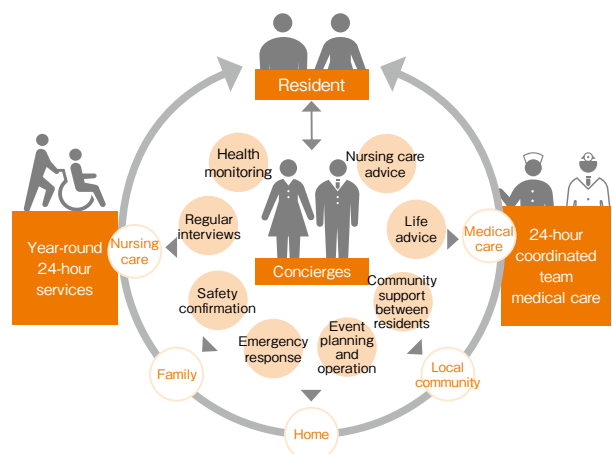 Resident
Health
monitoring
Nursing care
advice
Regular
interviews
Life
advice
Nursing
care
Medical
care
Year-round
24-hour
services
24-hour
coordinated
team
medical care
Concierges
Safety
confirmation
Community
support
between
residents
Emergency
response
Event
planning
and
operation
Family
Local
community
Home